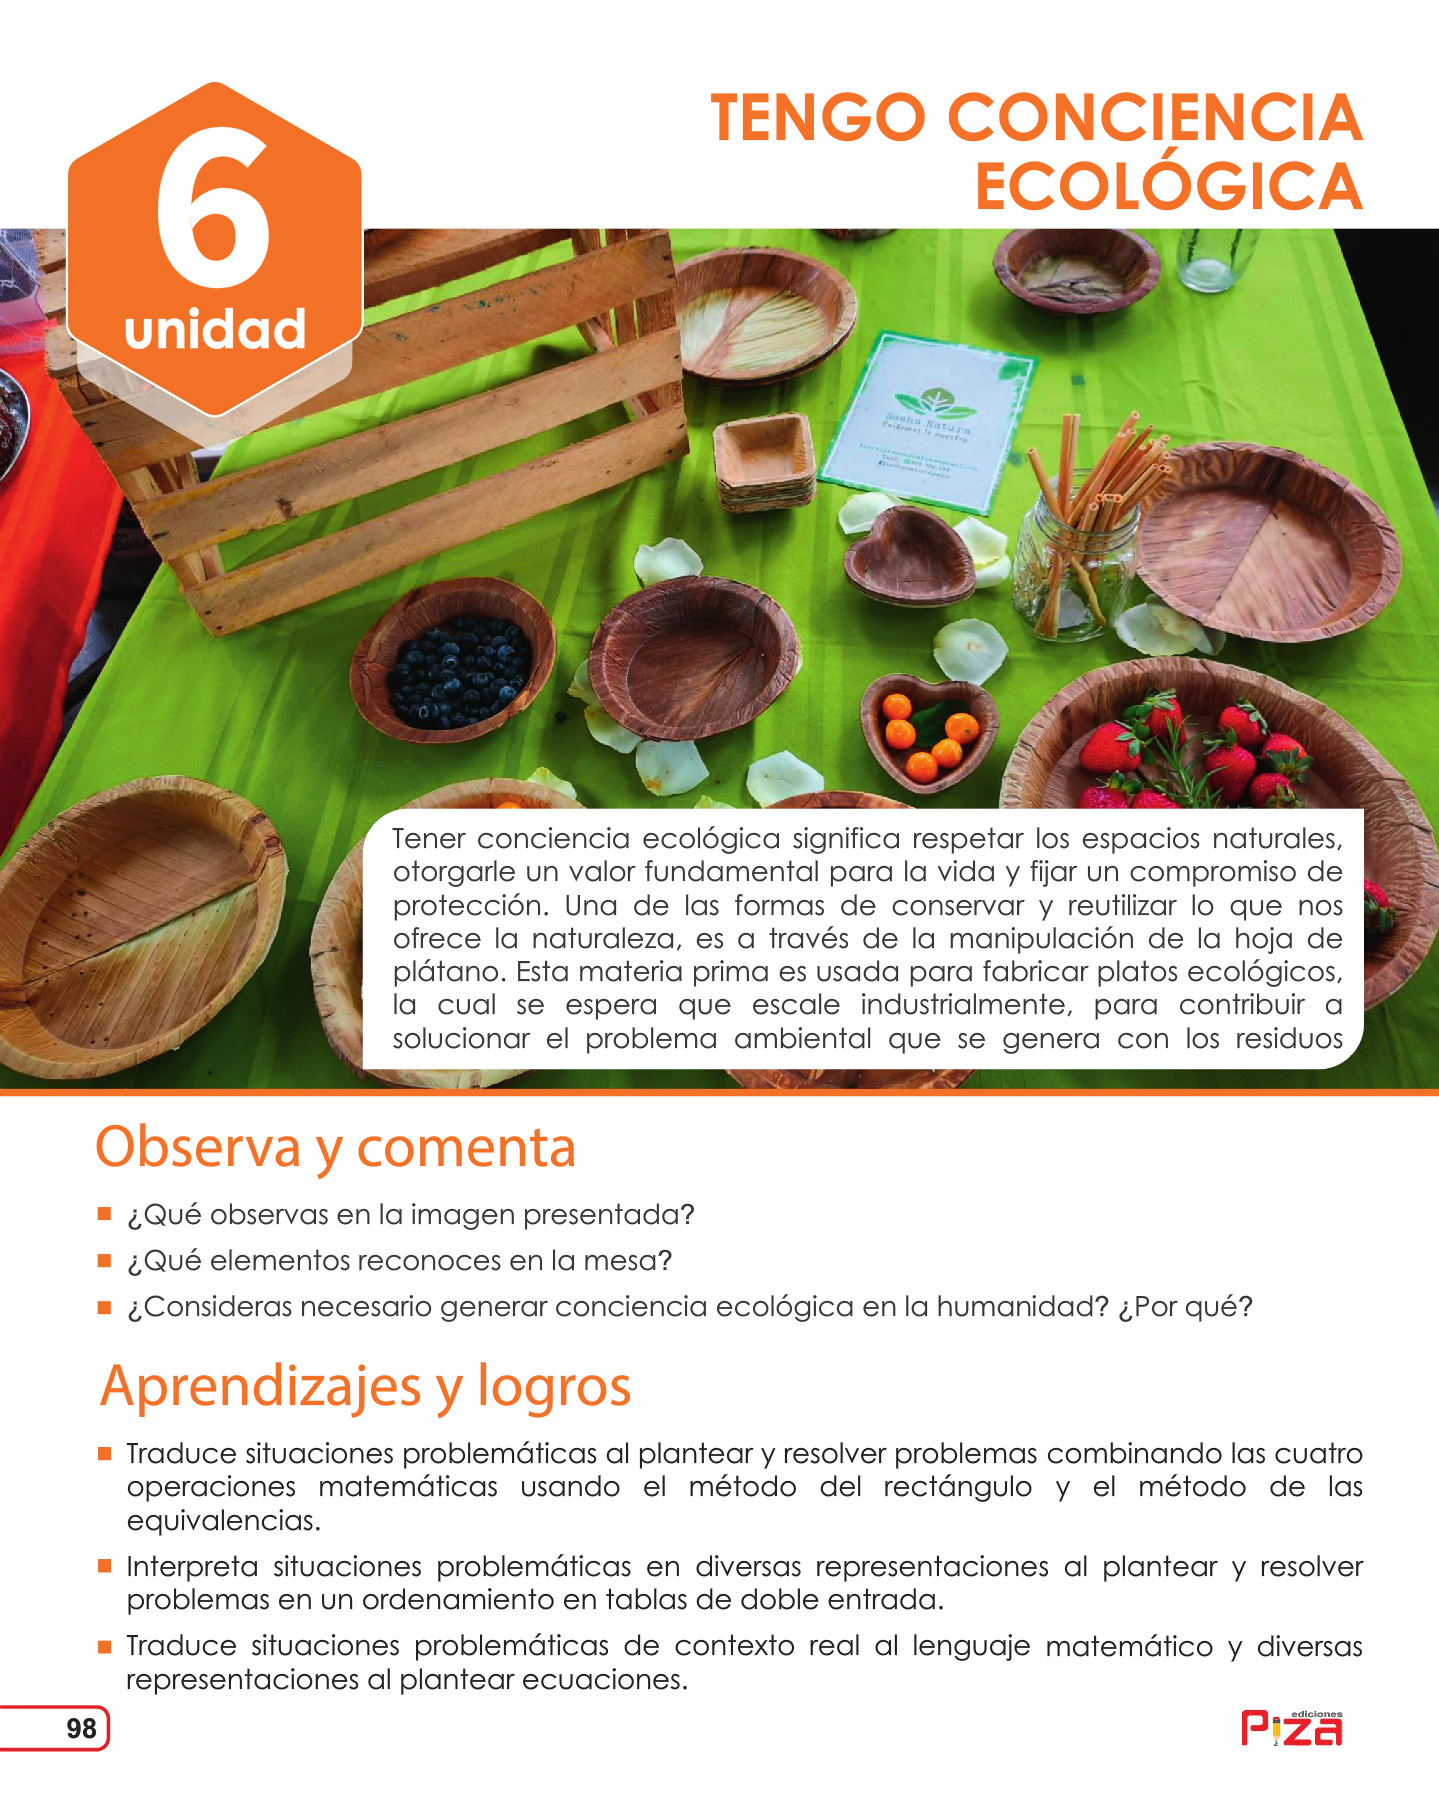 TENGO CONCIENCIA
ECOLÓGICA
6
unidad
Sasha Natura
Tener conciencia ecológica significa respetar los espacios naturales,
otorgarle un valor fundamental para la vida y fijar un compromiso de
protección. Una de las formas de conservar y reutilizar lo que nos
ofrece la naturaleza, es a través de la manipulación de la hoja de
plátano. Esta materia prima es usada para fabricar platos ecológicos,
la cual se espera que escale industrialmente, para contribuir a
solucionar el problema ambiental que se genera con los residuos
Observa y comenta
¿Qué observas en la imagen presentada?
¿Qué elementos reconoces en la mesa?
¿Consideras necesario generar conciencia ecológica en la humanidad? ¿Por qué?
Aprendizajes y logros
Traduce situaciones problemáticas al plantear y resolver problemas combinando las cuatro
operaciones matemáticas usando el método del rectángulo y el método de las
equivalencias.
Interpreta situaciones problemáticas en diversas representaciones al plantear y resolver
problemas en un ordenamiento en tablas de doble entrada.
Traduce situaciones problemáticas de contexto real al lenguaje matemático y diversas
representaciones al plantear ecuaciones.
98
ediciones
Piza